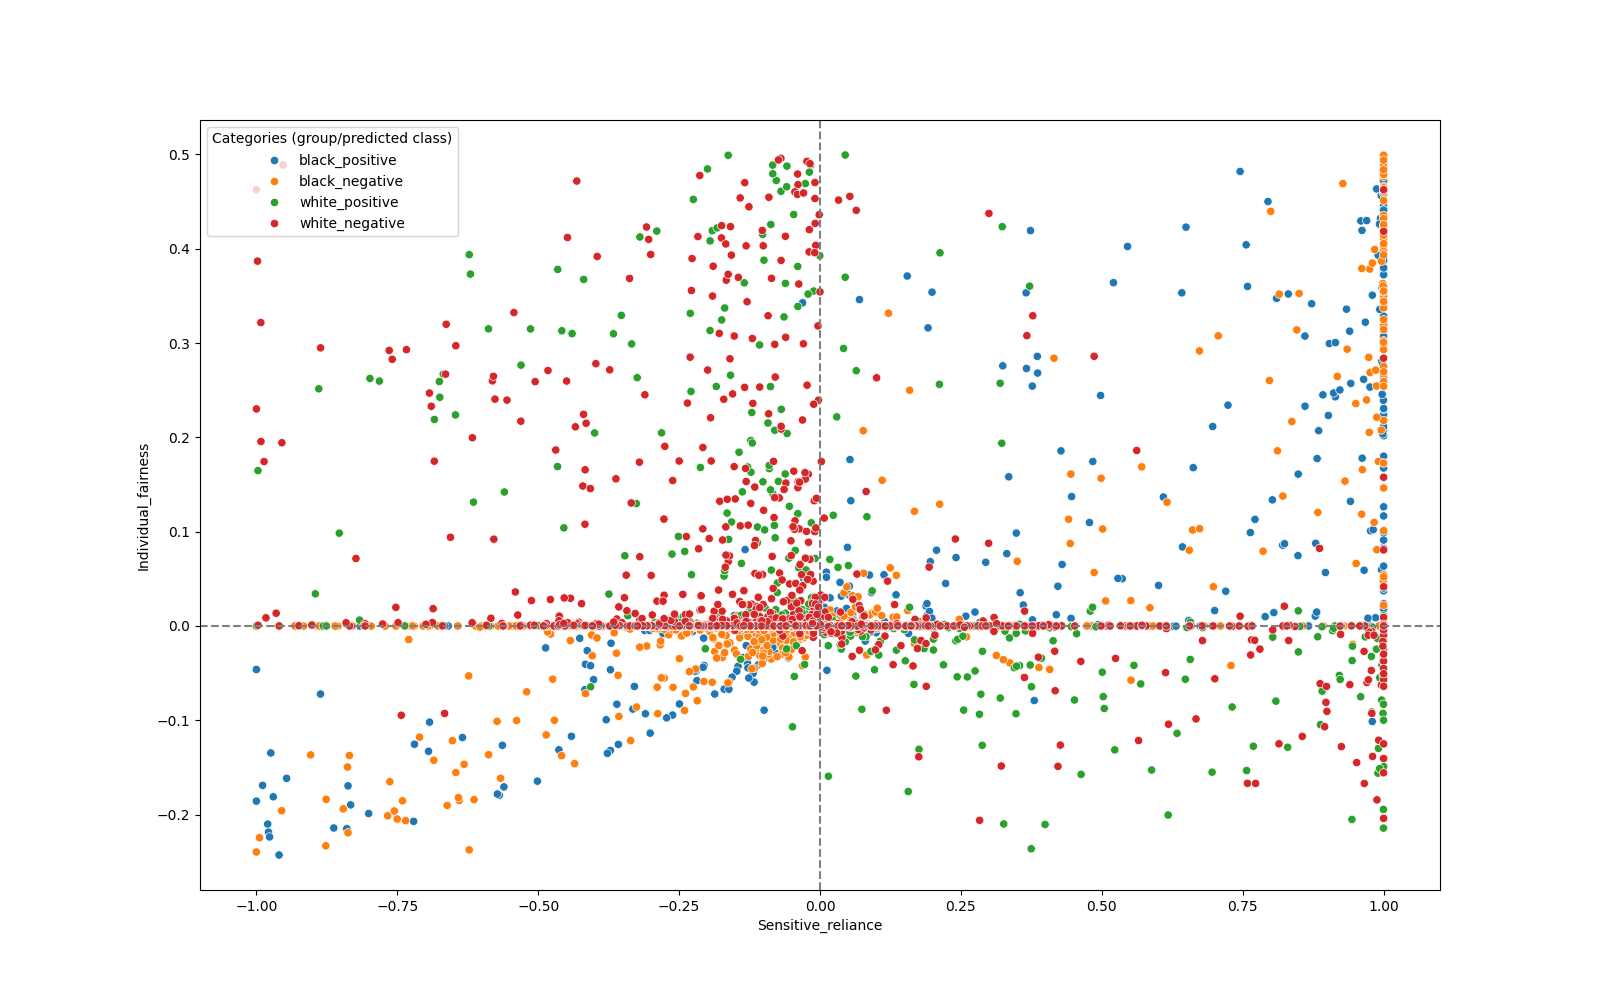 Categories (group/predicted class)
black_positive
black_negative
white_positive
white_negative
0.5
0.4
0.3
0.2
0.1
0.0
−0.1
−0.2
Individual_fairness
−1.00 −0.75 −0.50 −0.25 0.00 0.25 0.50 0.75 1.00
Sensitive_reliance